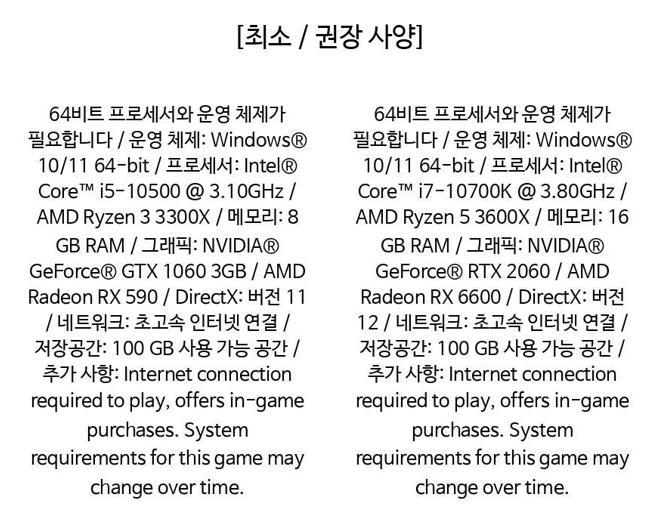 [최소 / 권장 사양]
64비트 프로세서와 운영 체제가
필요합니다 / 운영 체제: Windows®
10/11 64-bit / 프로세서: Intel®
Core™ i5-10500 @ 3.10GHz /
AMD Ryzen 3 3300X / 메모리: 8
GB RAM / 그래픽: NVIDIA®
GeForce® GTX 1060 3GB / AMD
Radeon RX 590 / DirectX: 버전 11
/ 네트워크: 초고속 인터넷 연결 /
저장공간: 100 GB 사용 가능 공간 /
추가 사항: Internet connection
required to play, offers in-game
purchases. System
requirements for this game may
change over time.
64비트 프로세서와 운영 체제가
필요합니다 / 운영 체제: Windows®
10/11 64-bit / 프로세서: Intel®
Core™ i7-10700K @ 3.80GHz /
AMD Ryzen 5 3600X / 메모리: 16
GB RAM / 그래픽: NVIDIA®
GeForce® RTX 2060 / AMD
Radeon RX 6600 / DirectX: 버전
12 / 네트워크: 초고속 인터넷 연결 /
저장공간: 100 GB 사용 가능 공간 /
추가 사항: Internet connection
required to play, offers in-game
purchases. System
requirements for this game may
change over time.